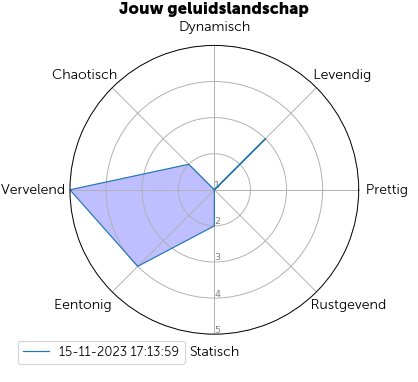 Jouw geluidslandschap
Dynamisch
Chaotisch
Levendig
Vervelend
Prettig
1
2
3
4
5
Eentonig
Rustgevend
15-11-2023 17:13:59
Statisch